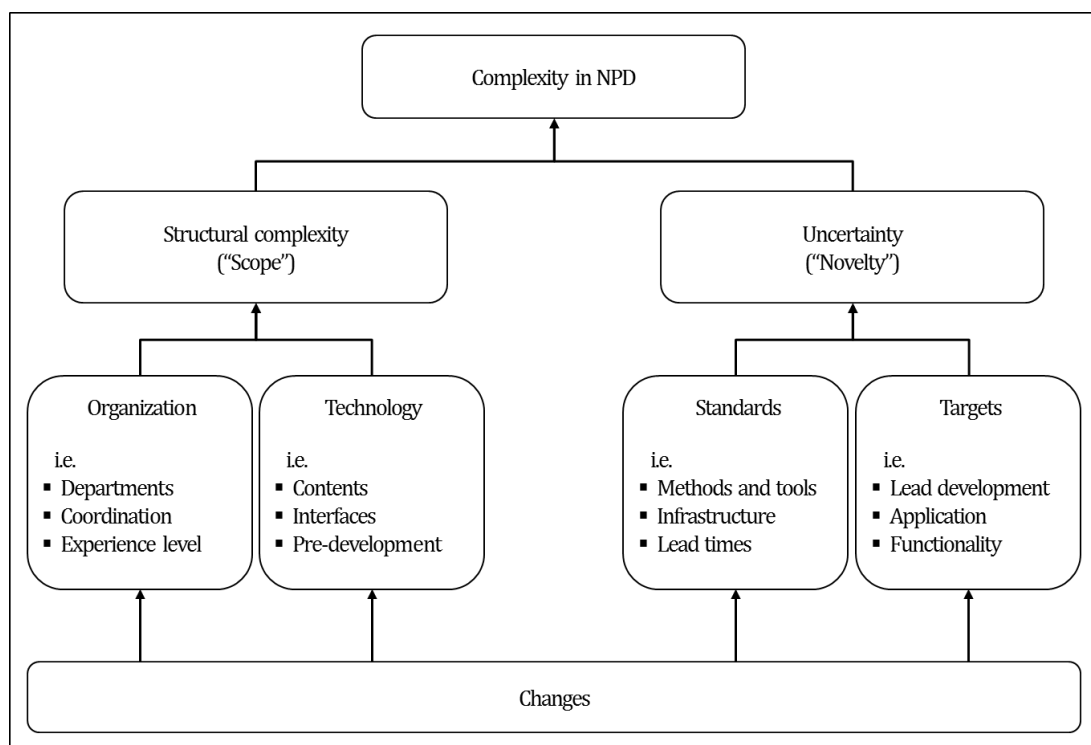 Complexity in NPD
Structural complexity
(“Scope”)
Uncertainty
(“Novelty”)
Organization
i.e.
▪ Departments
▪ Coordination
▪ Experience level
Technology
i.e.
▪ Contents
▪ Interfaces
▪ Pre-development
Standards
i.e.
▪ Methods and tools
▪ Infrastructure
▪ Lead times
Targets
i.e.
▪ Lead development
▪ Application
▪ Functionality
Changes